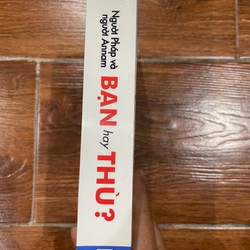 Người Pháp và
người Annam
BẠN hay THÙ?